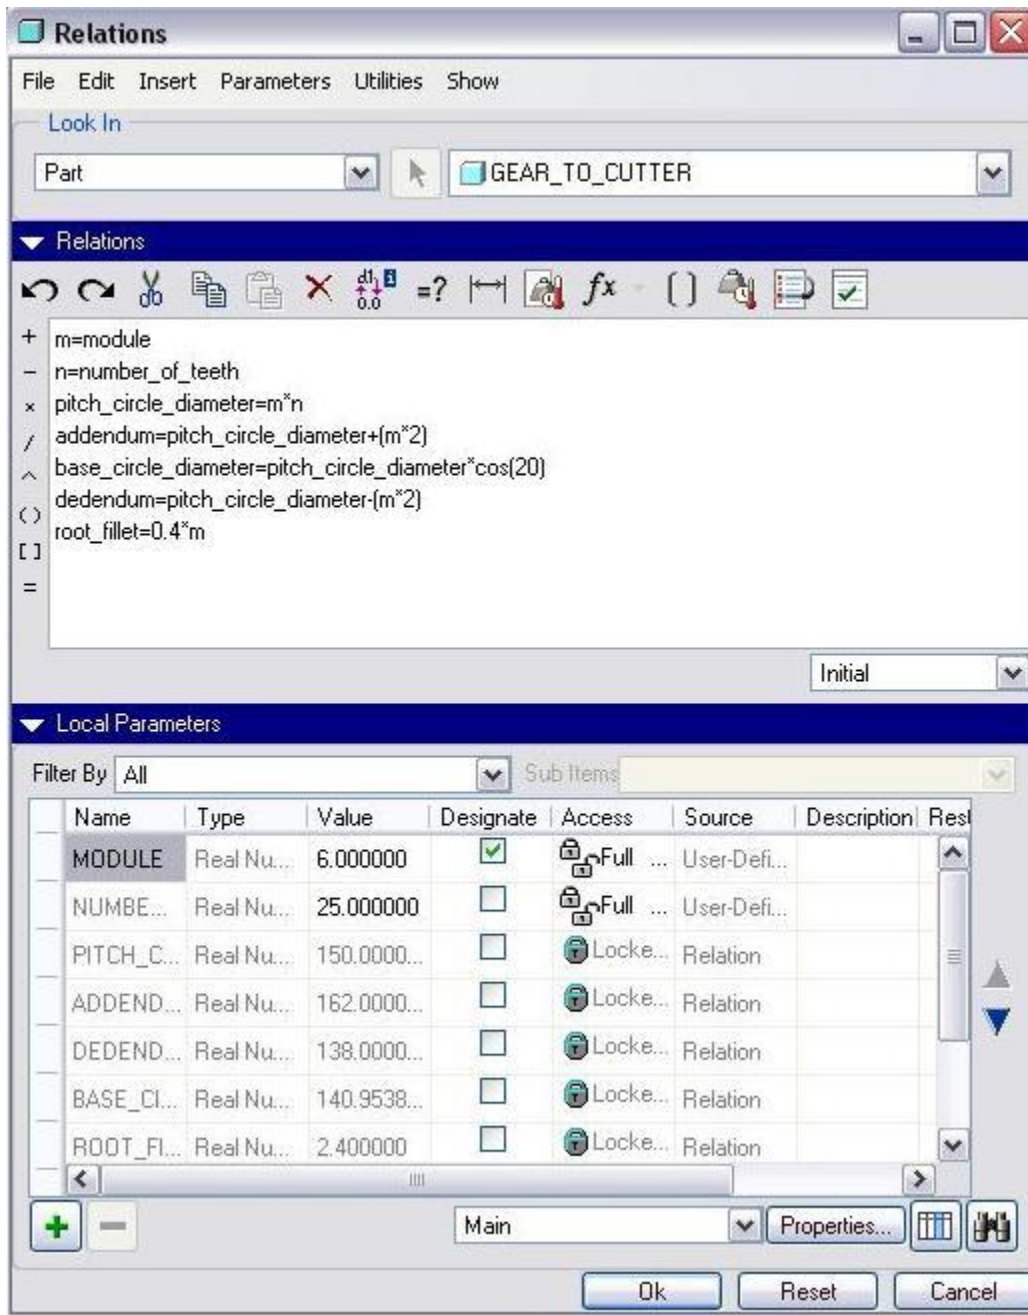 Relations
File Edit Insert Parameters Utilities Show
Look In
Part GEAR_TO_CUTTER
Relations
d1 0.0 =? fx ( )
+ m=module
− n=number_of_teeth
× pitch_circle_diameter=m*n
/ addendum=pitch_circle_diameter+(m*2)
^ base_circle_diameter=pitch_circle_diameter*cos(20)
dedendum=pitch_circle_diameter-(m*2)
() root_fillet=0.4*m
[]
=
Initial
Local Parameters
Filter By All Sub Items
Name Type Value Designate Access Source Description Rest
MODULE Real Nu... 6.000000 Full ... User-Defi...
NUMBE... Real Nu... 25.000000 Full ... User-Defi...
PITCH_C... Real Nu... 150.0000... Locke... Relation
ADDEND... Real Nu... 162.0000... Locke... Relation
DEDEND... Real Nu... 138.0000... Locke... Relation
BASE_CI... Real Nu... 140.9538... Locke... Relation
ROOT_FI... Real Nu... 2.400000 Locke... Relation
Main Properties...
Ok Reset Cancel